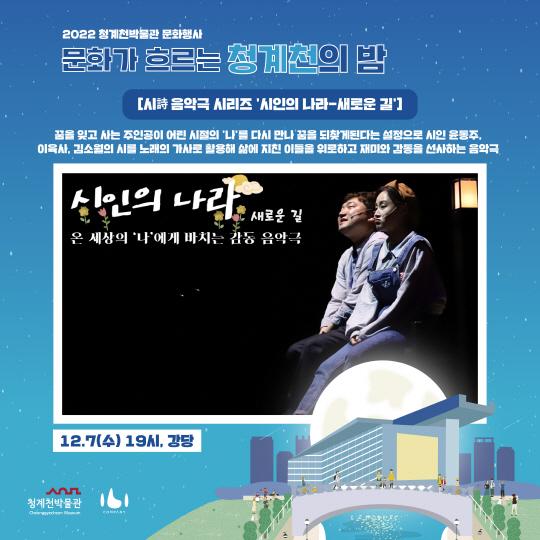 2022 청계천박물관 문화행사
문화가 흐르는 청계천의 밤
[시詩 음악극 시리즈 '시인의 나라-새로운 길']
꿈을 잊고 사는 주인공이 어린 시절의 '나'를 다시 만나 꿈을 되찾게된다는 설정으로 시인 윤동주,
이육사, 김소월의 시를 노래의 가사로 활용해 삶에 지친 이들을 위로하고 재미와 감동을 선사하는 음악극
시인의 나라
새로운 길
온 세상의 '나'에게 바치는 감동 음악극
12.7(수) 19시, 강당
청계천박물관
Cheonggyecheon Museum
COMPANY